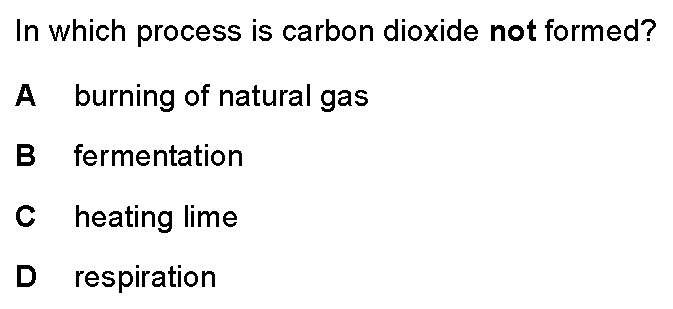 In which process is carbon dioxide not formed?
A burning of natural gas
B fermentation
C heating lime
D respiration